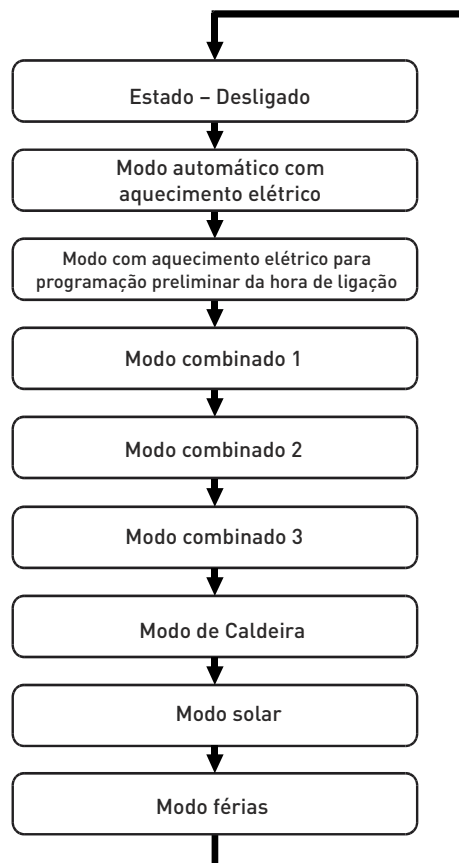 Estado – Desligado
Modo automático com
aquecimento elétrico
Modo com aquecimento elétrico para
programação preliminar da hora de ligação
Modo combinado 1
Modo combinado 2
Modo combinado 3
Modo de Caldeira
Modo solar
Modo férias